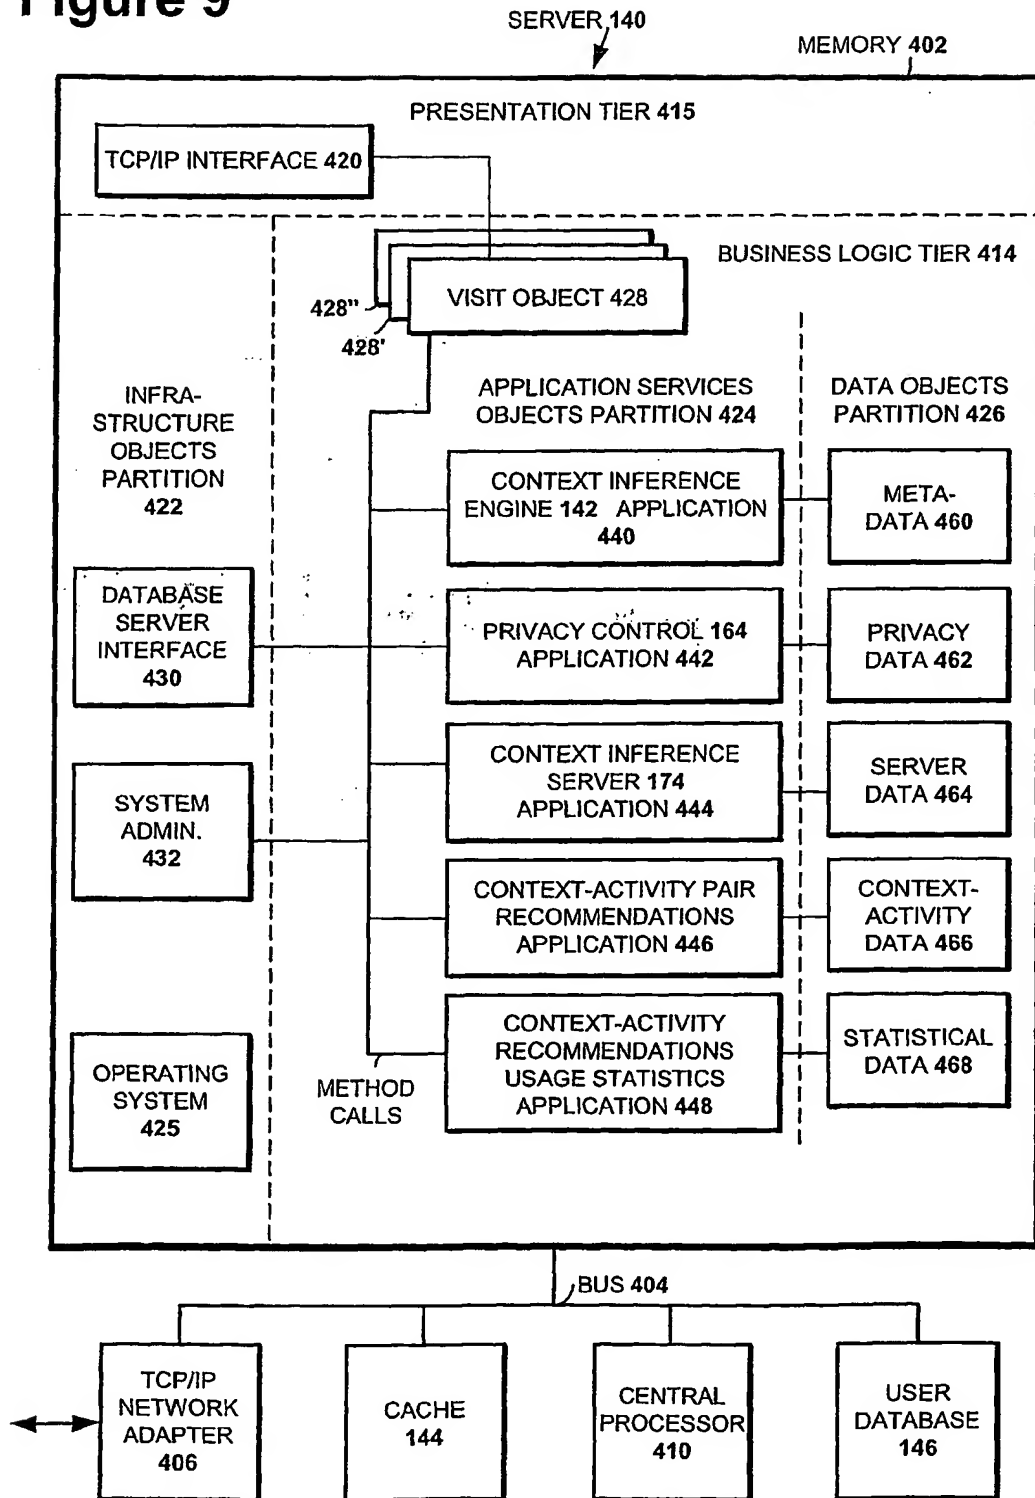 Figure 9
SERVER 140
MEMORY 402
PRESENTATION TIER 415
TCP/IP INTERFACE 420
BUSINESS LOGIC TIER 414
VISIT OBJECT 428
428"
428'
INFRA-
STRUCTURE
OBJECTS
PARTITION
422
APPLICATION SERVICES
OBJECTS PARTITION 424
DATA OBJECTS
PARTITION 426
CONTEXT INFERENCE
ENGINE 142 APPLICATION
440
META-
DATA 460
DATABASE
SERVER
INTERFACE
430
PRIVACY CONTROL 164
APPLICATION 442
PRIVACY
DATA 462
CONTEXT INFERENCE
SERVER 174
APPLICATION 444
SERVER
DATA 464
SYSTEM
ADMIN.
432
CONTEXT-ACTIVITY PAIR
RECOMMENDATIONS
APPLICATION 446
CONTEXT-
ACTIVITY
DATA 466
CONTEXT-ACTIVITY
RECOMMENDATIONS
USAGE STATISTICS
APPLICATION 448
STATISTICAL
DATA 468
OPERATING
SYSTEM
425
METHOD
CALLS
BUS 404
TCP/IP
NETWORK
ADAPTER
406
CACHE
144
CENTRAL
PROCESSOR
410
USER
DATABASE
146